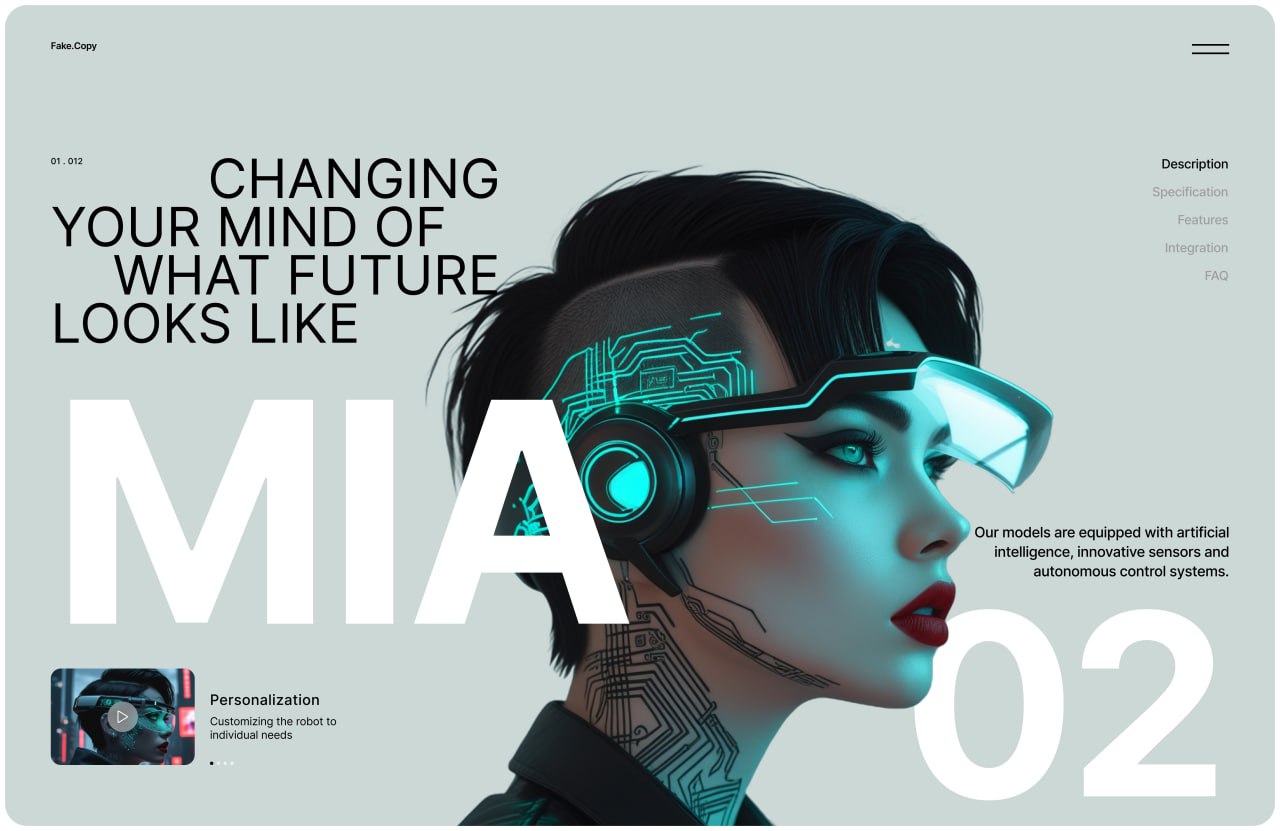 Fake.Copy
01 . 012
CHANGING
YOUR MIND OF
WHAT FUTURE
LOOKS LIKE
Description
Specification
Features
Integration
FAQ
MIA
Our models are equipped with artificial
intelligence, innovative sensors and
autonomous control systems.
02
Personalization
Customizing the robot to
individual needs